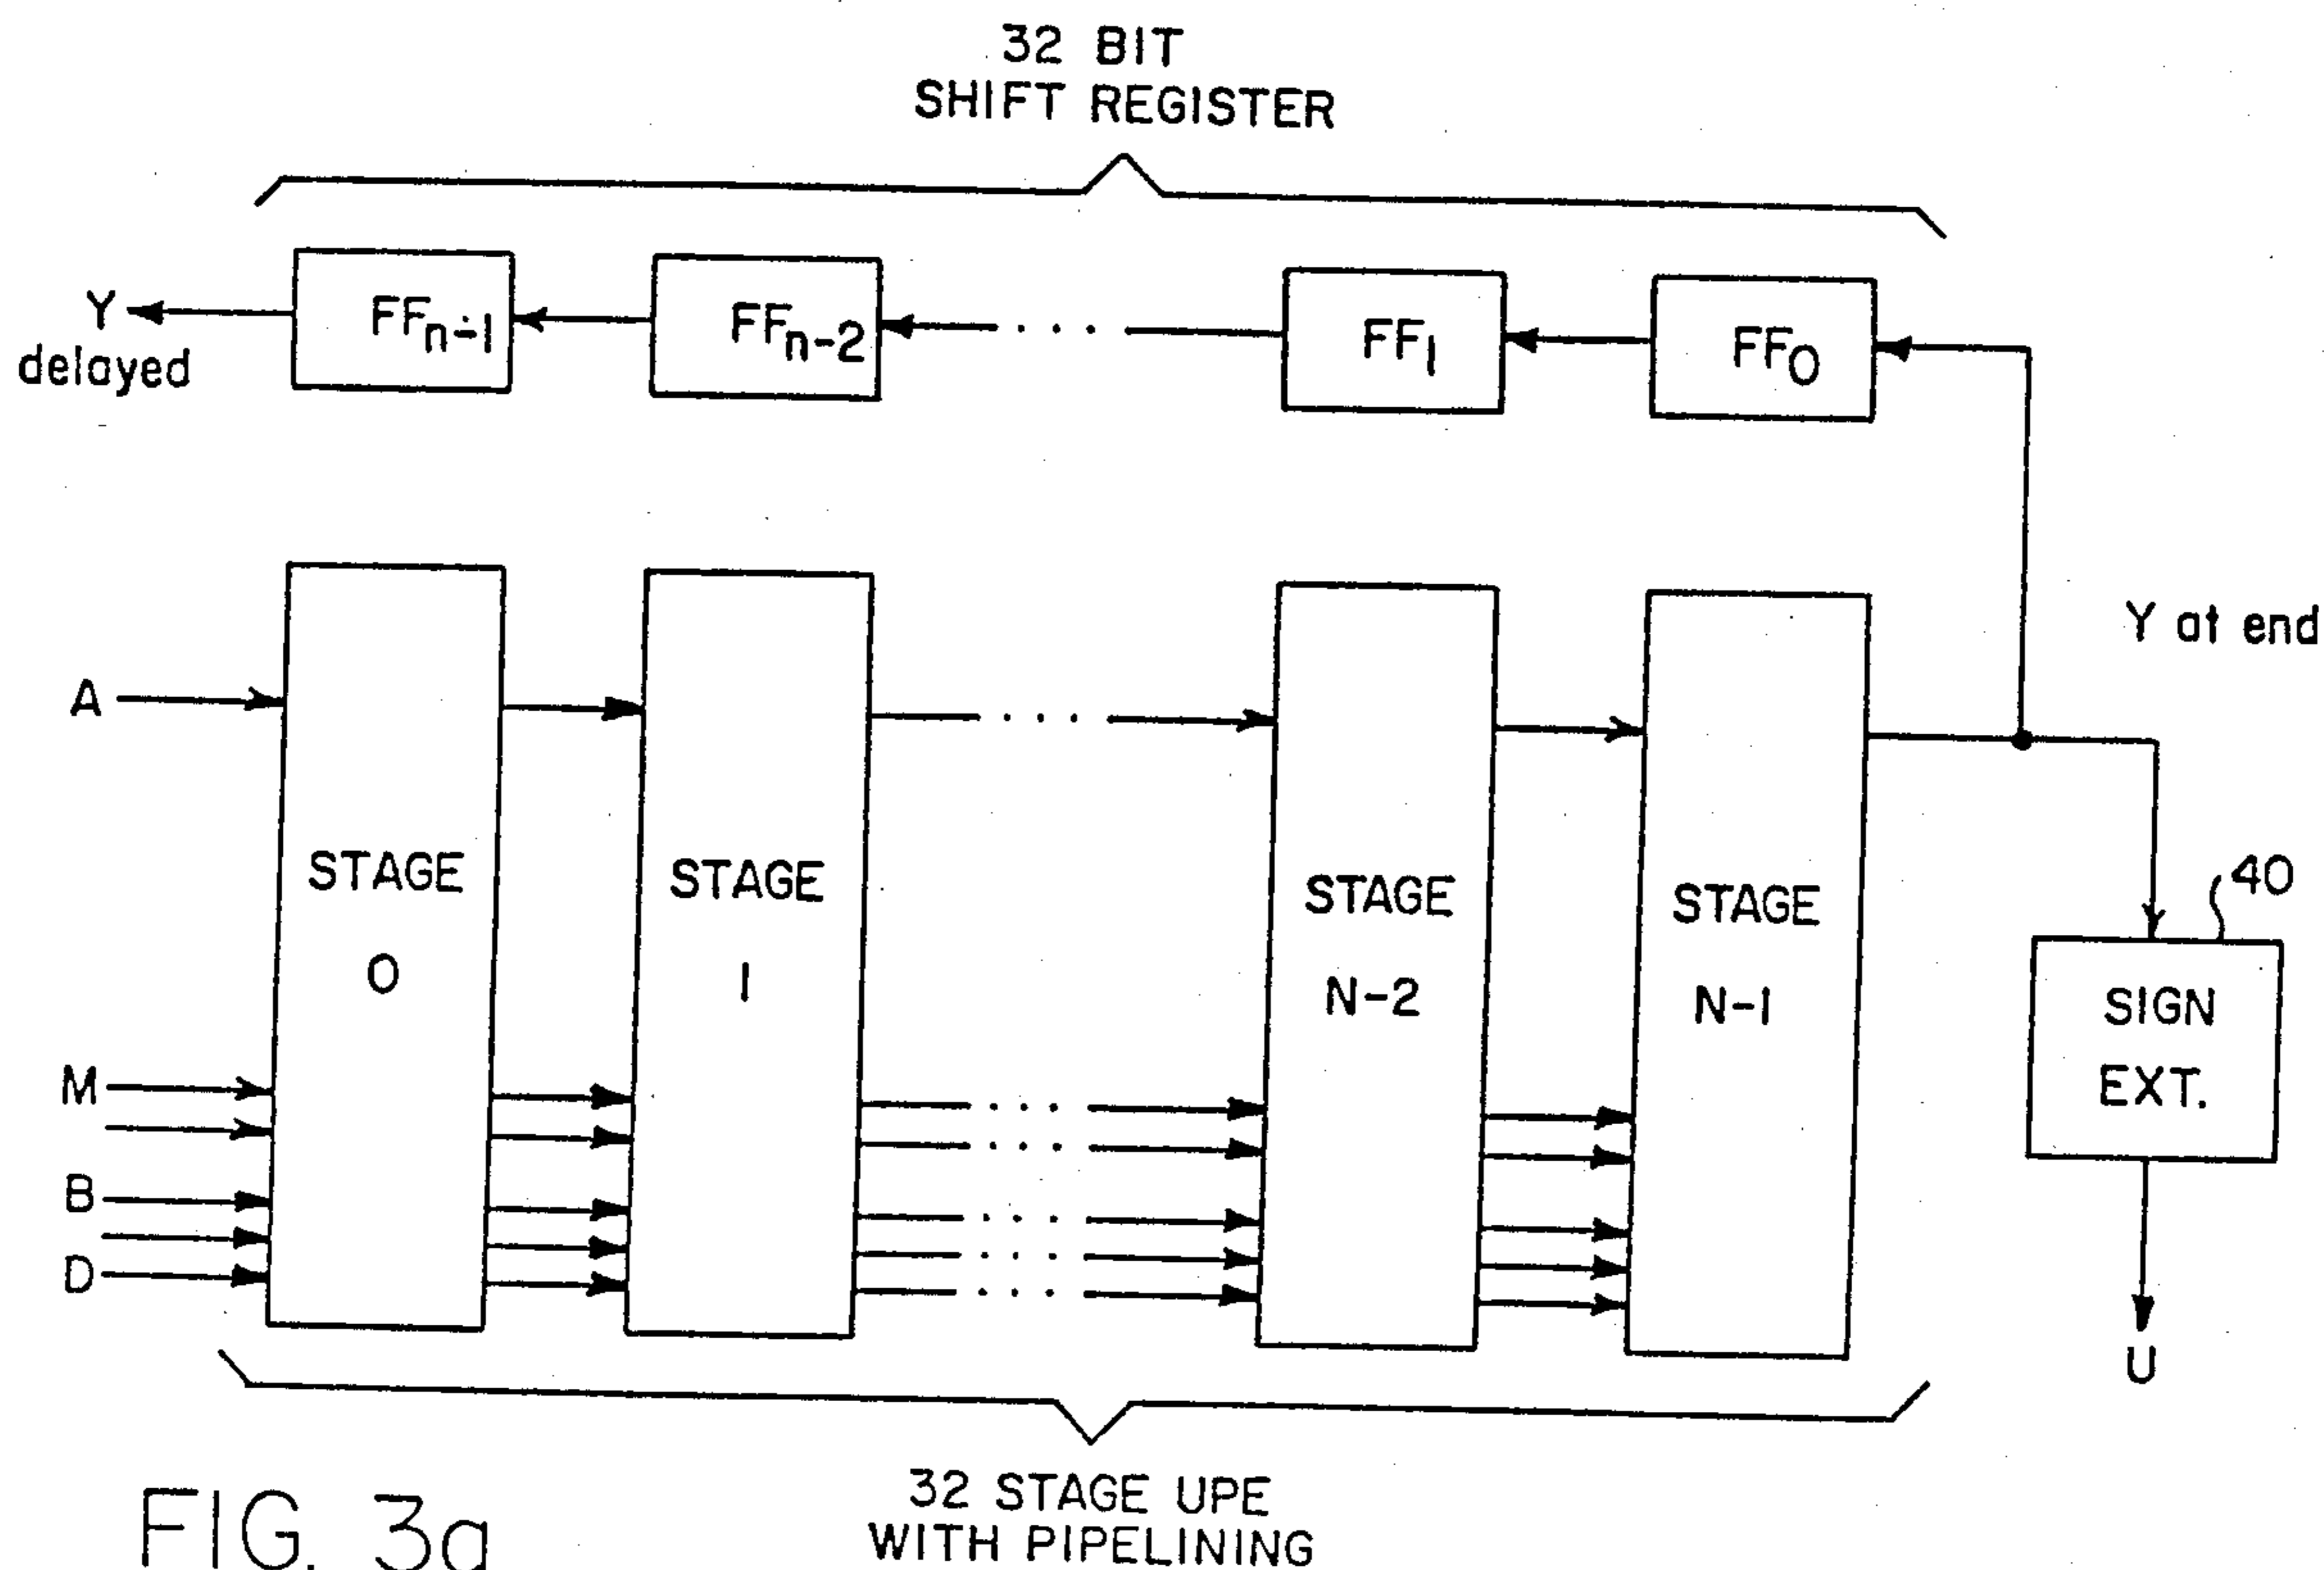 32 BIT
SHIFT REGISTER
Y
delayed
FFn-1
FFn-2
. . .
FF1
FF0
Y at end
A
STAGE
0
STAGE
1
STAGE
N-2
STAGE
N-1
40
SIGN
EXT.
M
B
D
U
32 STAGE UPE
WITH PIPELINING
FIG. 3a